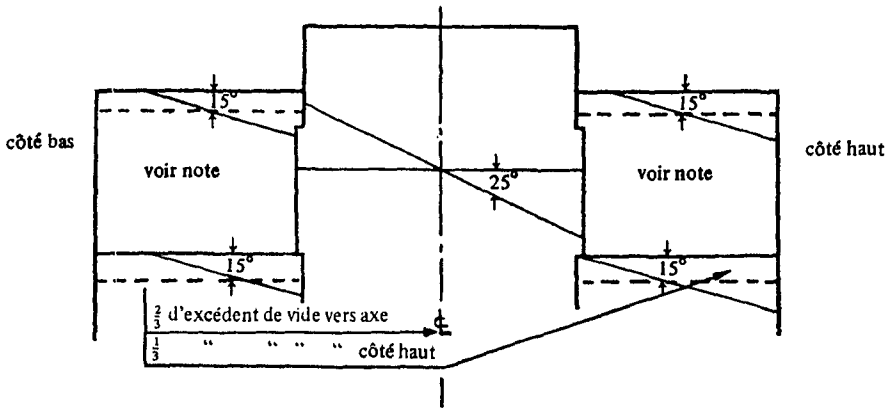 15°
15°
côté bas
côté haut
voir note
voir note
25°
15°
15°
2/3 d'excédent de vide vers axe
℄
1/3 “ “ “ “ côté haut